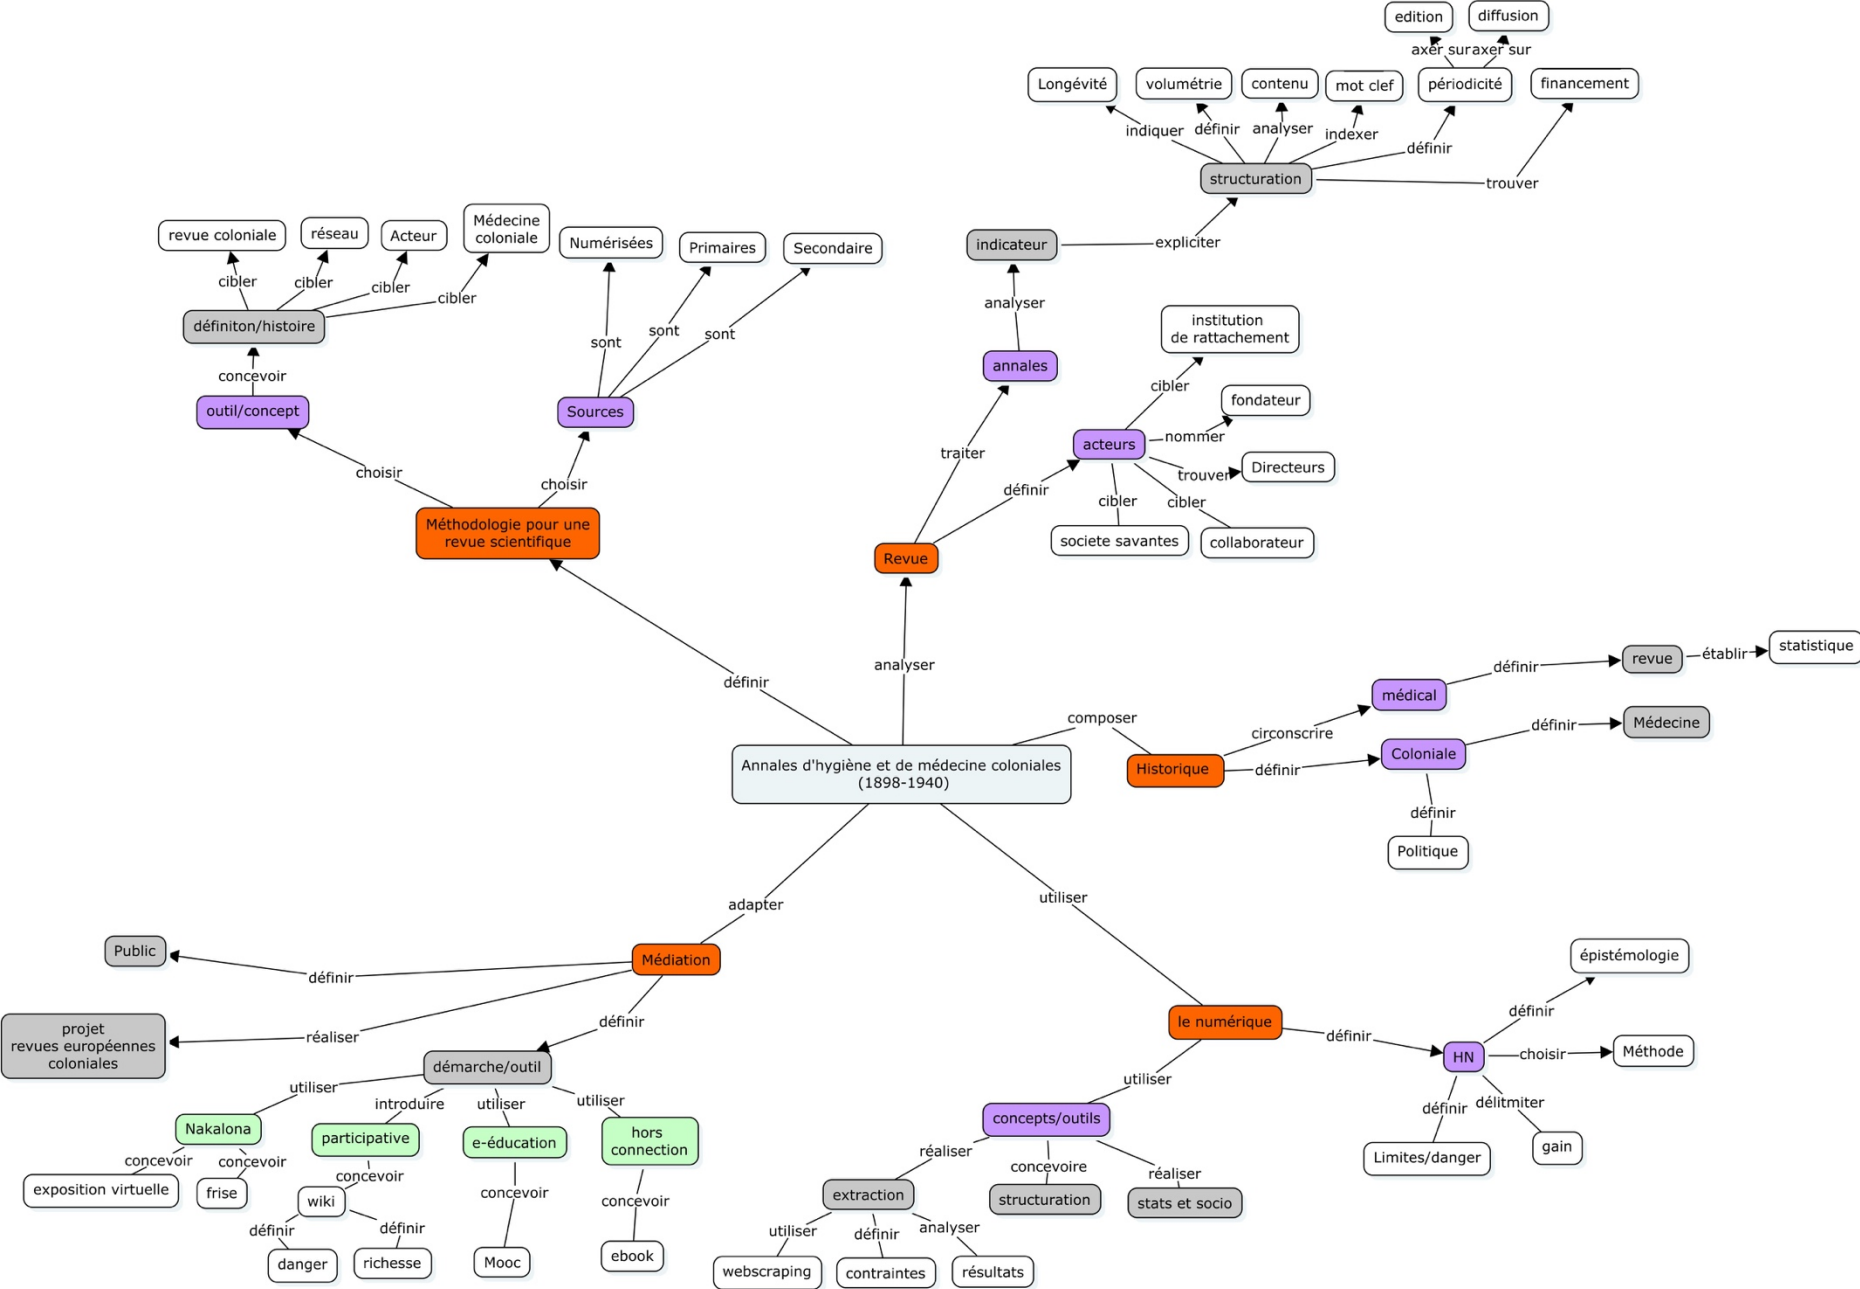 edition
diffusion
axer sur
axer sur
Longévité
volumétrie
contenu
mot clef
périodicité
financement
indiquer
définir
analyser
indexer
définir
trouver
structuration
revue coloniale
réseau
Acteur
Médecine
coloniale
Numérisées
Primaires
Secondaire
indicateur
expliciter
cibler
cibler
cibler
cibler
analyser
définiton/histoire
sont
sont
sont
institution
de rattachement
concevoir
annales
cibler
outil/concept
Sources
fondateur
acteurs
nommer
traiter
choisir
choisir
définir
trouver
Directeurs
cibler
cibler
Méthodologie pour une
revue scientifique
societe savantes
collaborateur
Revue
analyser
définir
définir
revue
établir
statistique
médical
composer
circonscrire
définir
Médecine
Annales d'hygiène et de médecine coloniales
(1898-1940)
Historique
définir
Coloniale
définir
Politique
adapter
utiliser
Public
définir
Médiation
épistémologie
projet
revues européennes
coloniales
réaliser
définir
le numérique
définir
définir
HN
choisir
Méthode
démarche/outil
utiliser
introduire
utiliser
utiliser
utiliser
définir
délitmiter
Nakalona
participative
e-éducation
hors
connection
concepts/outils
Limites/danger
gain
concevoir
concevoir
concevoir
concevoir
concevoir
réaliser
concevoire
réaliser
exposition virtuelle
frise
wiki
extraction
structuration
stats et socio
définir
définir
utiliser
définir
analyser
danger
richesse
Mooc
ebook
webscraping
contraintes
résultats